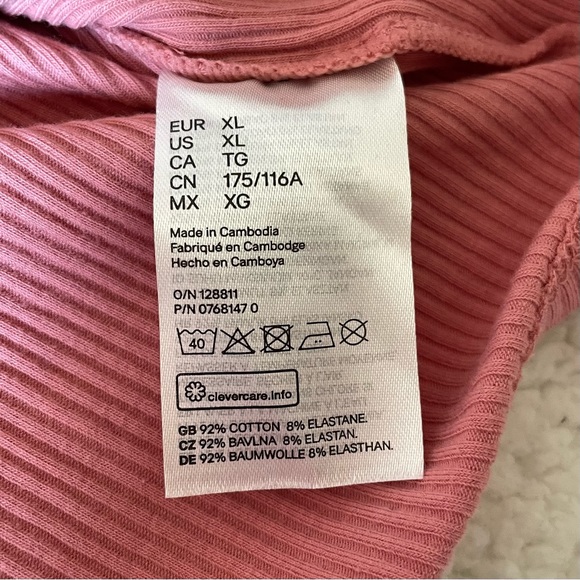 EUR XL
US XL
CA TG
CN 175/116A
MX XG
Made in Cambodia
Fabriqué en Cambodge
Hecho en Camboya
O/N 128811
P/N 0768147 0
40
clevercare.info
GB 92% COTTON 8% ELASTANE.
CZ 92% BAVLNA 8% ELASTAN.
DE 92% BAUMWOLLE 8% ELASTHAN.